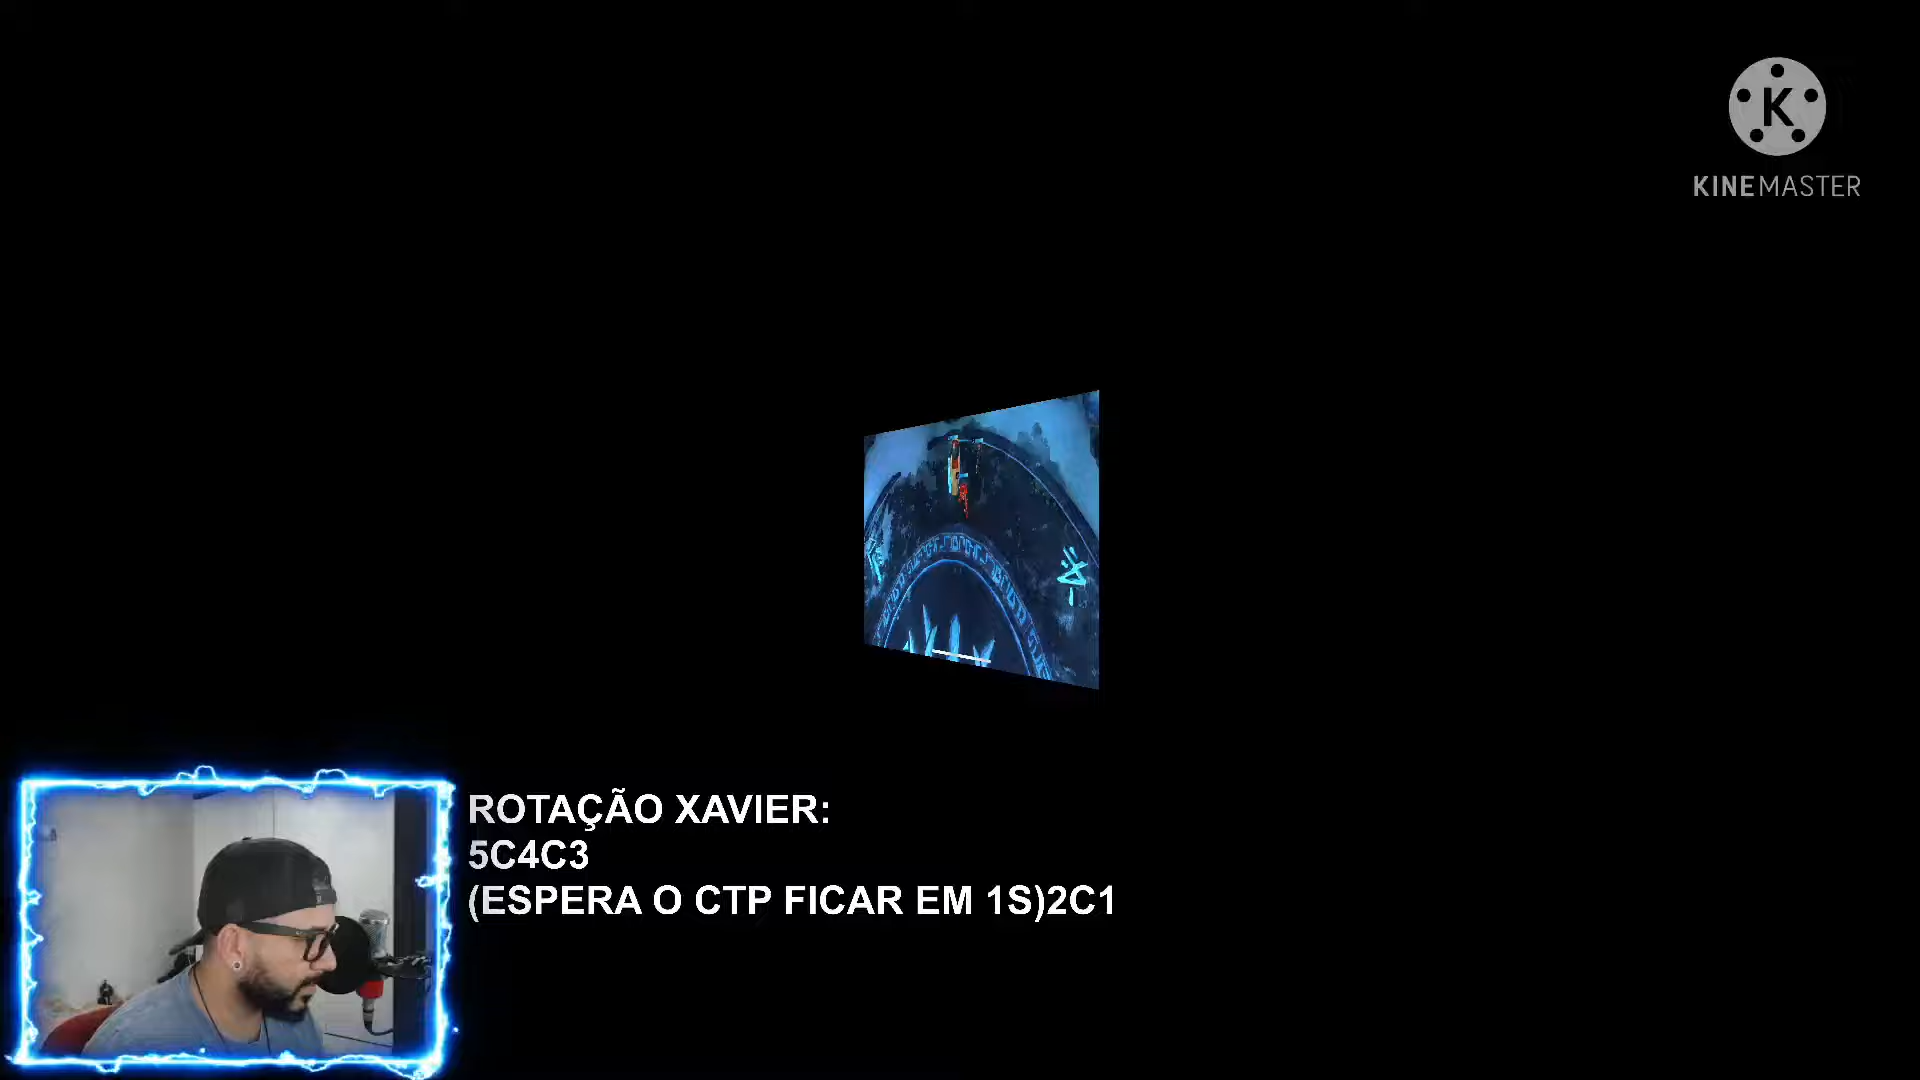 K
KINEMASTER
ROTAÇÃO XAVIER:
5C4C3
(ESPERA O CTP FICAR EM 1S)2C1